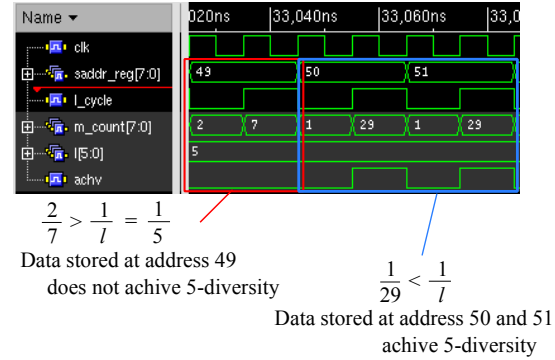 Name
020ns 33,040ns 33,060ns 33,0
clk
saddr_reg[7:0] 49 50 51
l_cycle
m_count[7:0] 2 7 1 29 1 29
l[5:0] 5
achv
2/7 > 1/l = 1/5
Data stored at address 49
does not achive 5-diversity
1/29 < 1/l
Data stored at address 50 and 51
achive 5-diversity